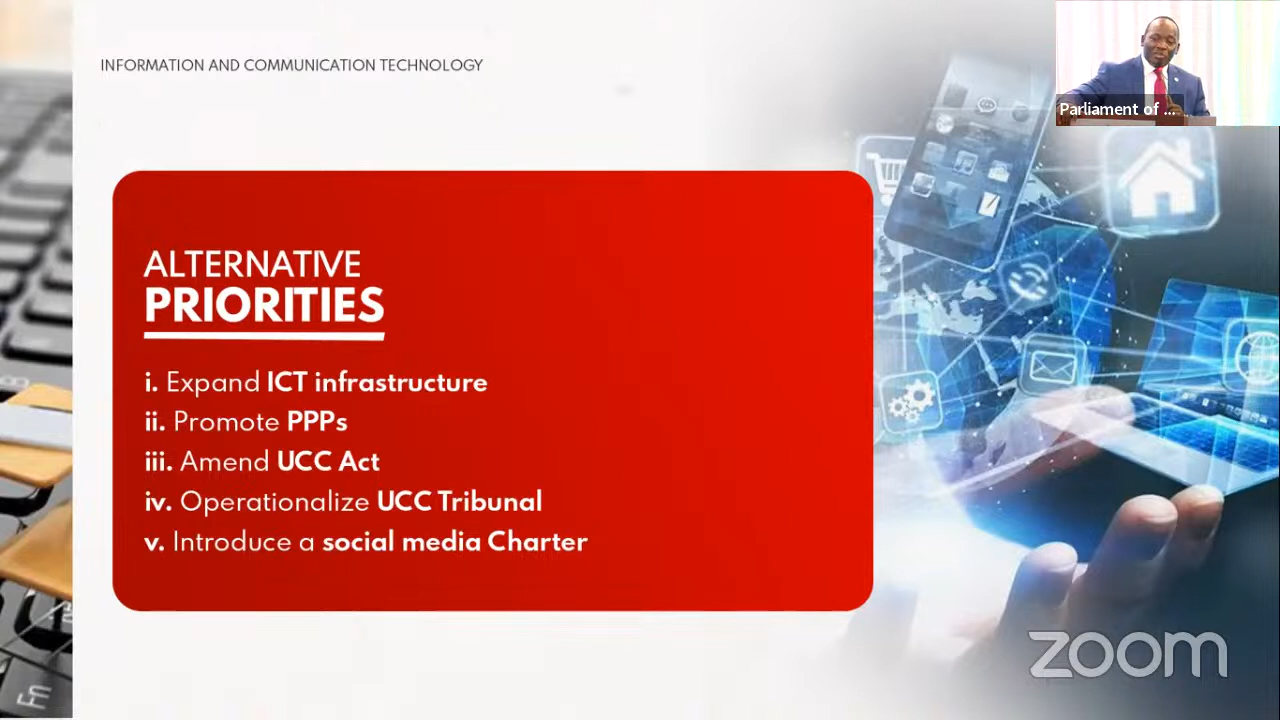 INFORMATION AND COMMUNICATION TECHNOLOGY
Parliament of ...
ALTERNATIVE
PRIORITIES
i. Expand ICT infrastructure
ii. Promote PPPs
iii. Amend UCC Act
iv. Operationalize UCC Tribunal
v. Introduce a social media Charter
zoom
Fn